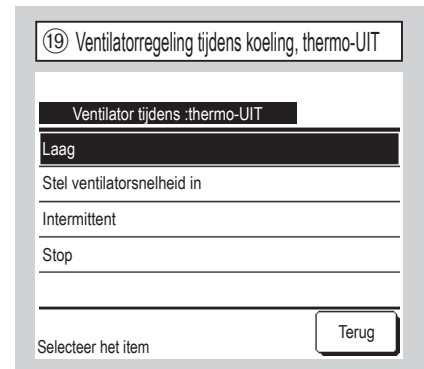 ⑲ Ventilatorregeling tijdens koeling, thermo-UIT
Ventilator tijdens :thermo-UIT
Laag
Stel ventilatorsnelheid in
Intermittent
Stop
Selecteer het item
Terug